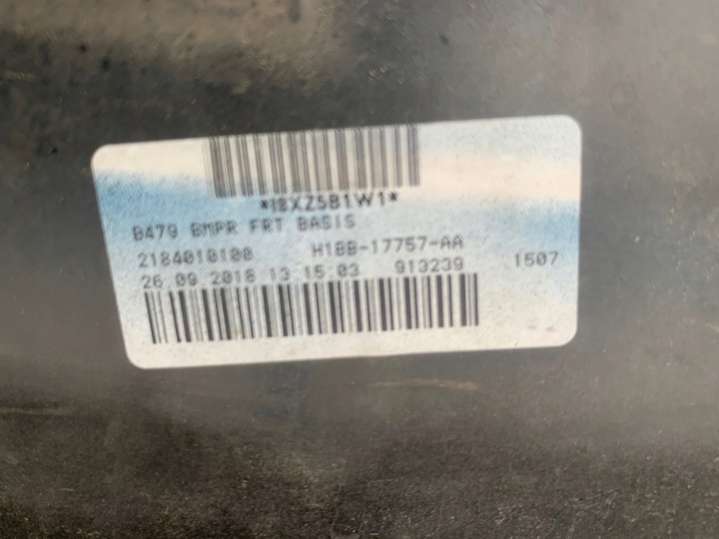 *18XZ5B1W1*
B479 BMPR FRT BASIS
2184010100 H1BB-17757-AA
26.09.2018 13 15:03 913239 1507